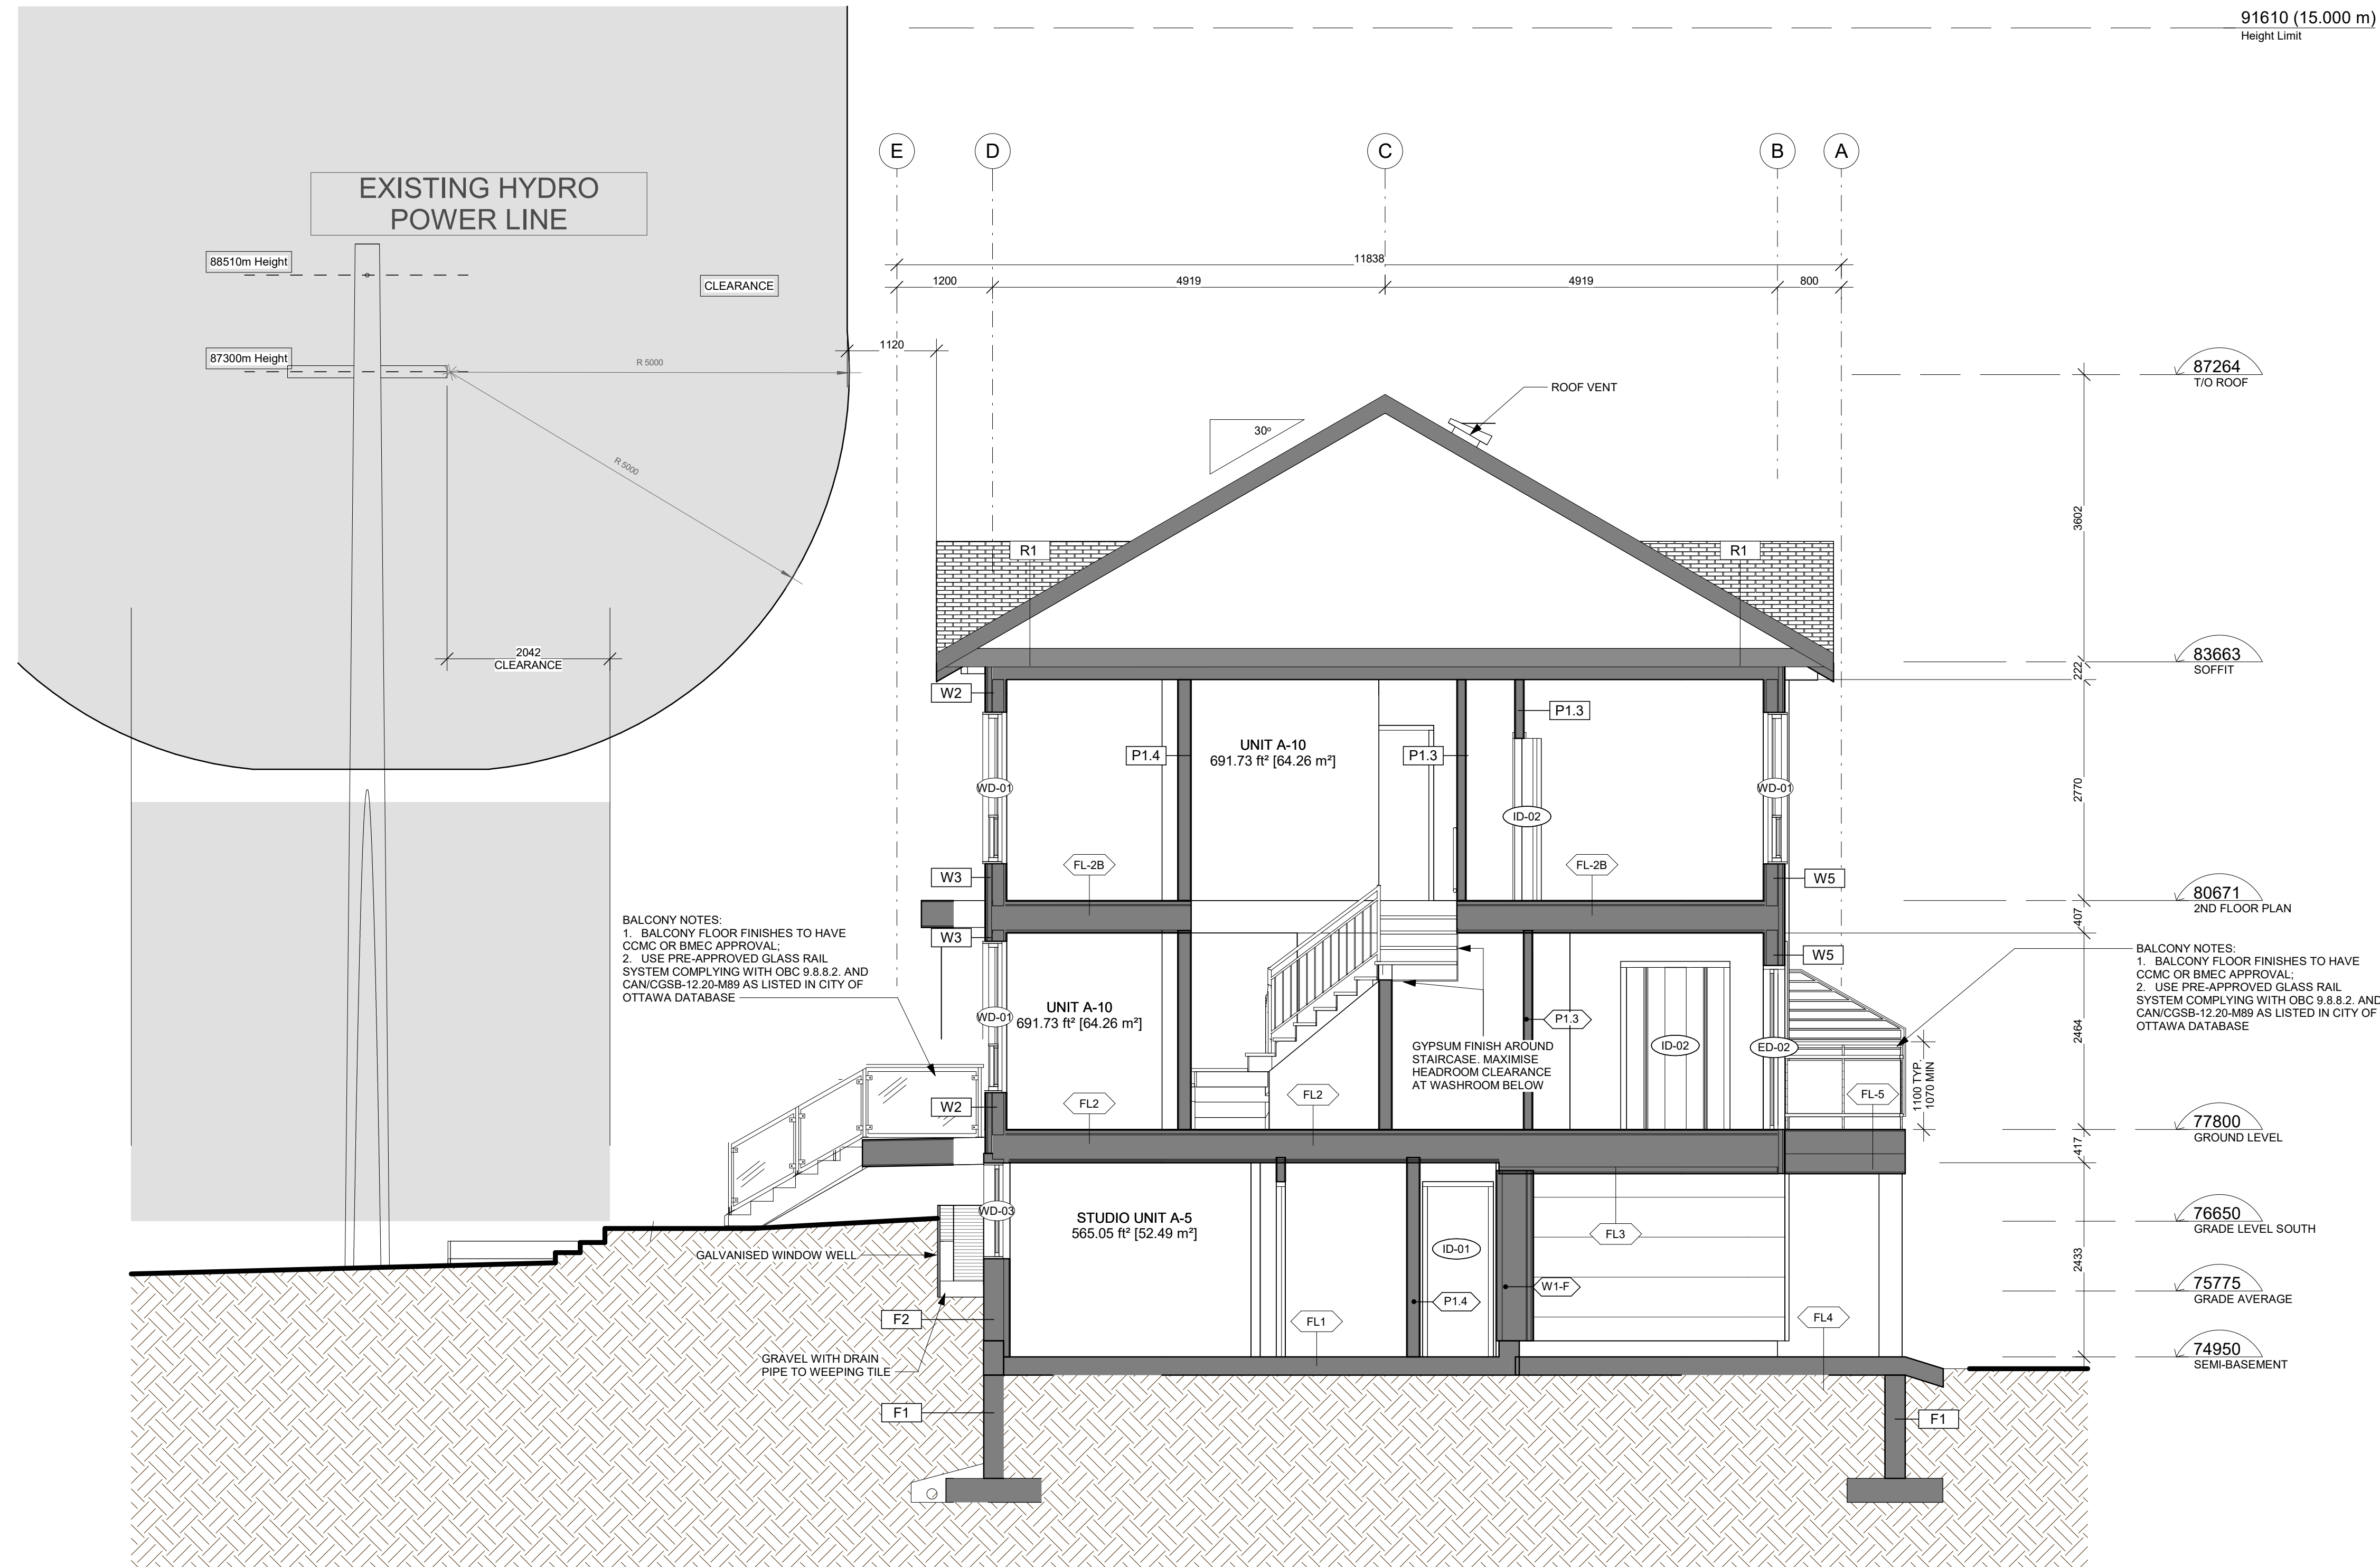 91610 (15.000 m)
Height Limit
E
D
C
B
A
EXISTING HYDRO
POWER LINE
88510m Height
CLEARANCE
11838
1200
4919
4919
800
1120
87300m Height
R 5000
R 5000
87264
T/O ROOF
ROOF VENT
30º
3602
R1
R1
2042
CLEARANCE
83663
SOFFIT
222
W2
P1.3
P1.4
UNIT A-10
691.73 ft² [64.26 m²]
P1.3
WD-01
WD-01
2770
ID-02
FL-2B
FL-2B
W3
W5
80671
2ND FLOOR PLAN
407
BALCONY NOTES:
1. BALCONY FLOOR FINISHES TO HAVE
CCMC OR BMEC APPROVAL;
2. USE PRE-APPROVED GLASS RAIL
SYSTEM COMPLYING WITH OBC 9.8.8.2. AND
CAN/CGSB-12.20-M89 AS LISTED IN CITY OF
OTTAWA DATABASE
W3
W5
BALCONY NOTES:
1. BALCONY FLOOR FINISHES TO HAVE
CCMC OR BMEC APPROVAL;
2. USE PRE-APPROVED GLASS RAIL
SYSTEM COMPLYING WITH OBC 9.8.8.2. AND
CAN/CGSB-12.20-M89 AS LISTED IN CITY OF
OTTAWA DATABASE
WD-01
UNIT A-10
691.73 ft² [64.26 m²]
P1.3
2464
GYPSUM FINISH AROUND
STAIRCASE. MAXIMISE
HEADROOM CLEARANCE
AT WASHROOM BELOW
ID-02
ED-02
1100 TYP.
1070 MIN
W2
FL2
FL2
FL-5
77800
GROUND LEVEL
417
WD-03
STUDIO UNIT A-5
565.05 ft² [52.49 m²]
76650
GRADE LEVEL SOUTH
FL3
GALVANISED WINDOW WELL
ID-01
2433
W1-F
P1.4
75775
GRADE AVERAGE
F2
FL1
FL4
74950
SEMI-BASEMENT
GRAVEL WITH DRAIN
PIPE TO WEEPING TILE
F1
F1